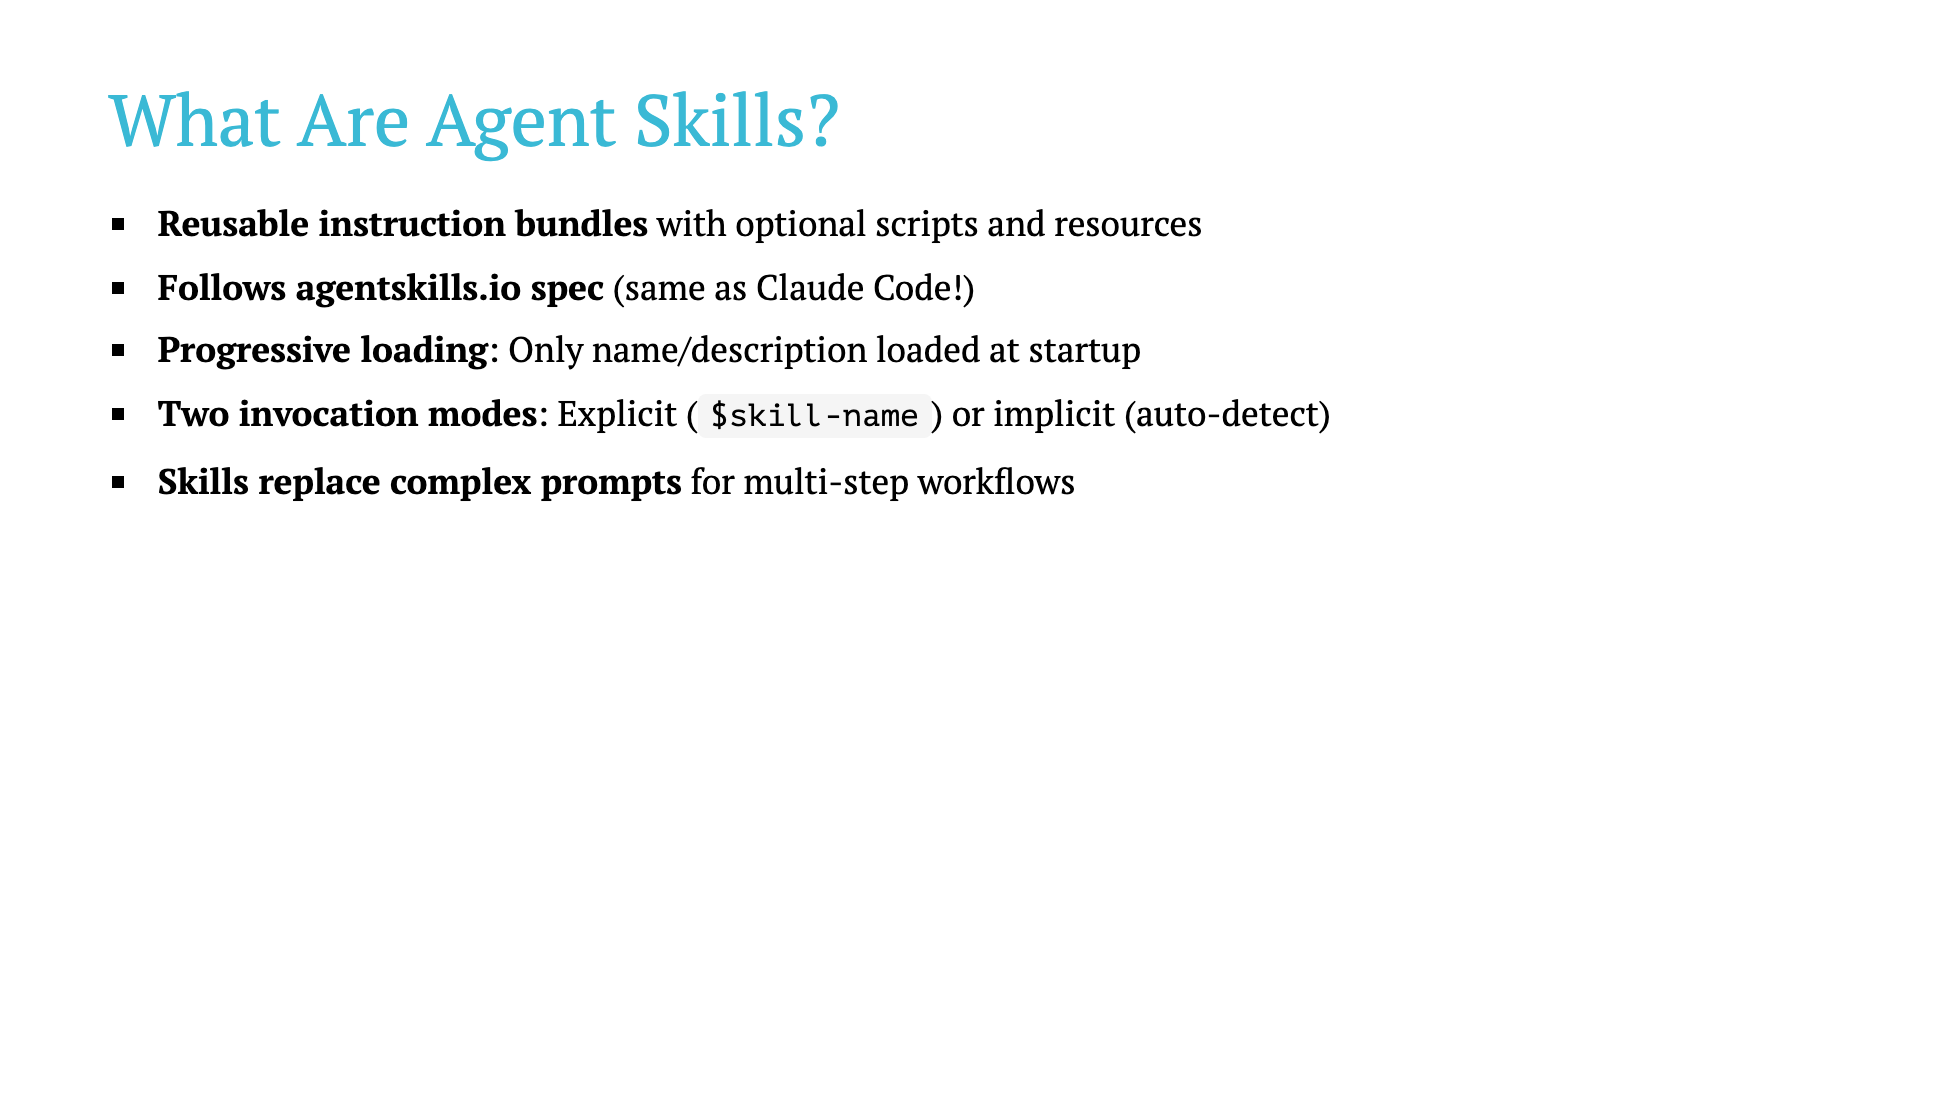 What Are Agent Skills?
▪ Reusable instruction bundles with optional scripts and resources
▪ Follows agentskills.io spec (same as Claude Code!)
▪ Progressive loading: Only name/description loaded at startup
▪ Two invocation modes: Explicit ( $skill-name ) or implicit (auto-detect)
▪ Skills replace complex prompts for multi-step workflows